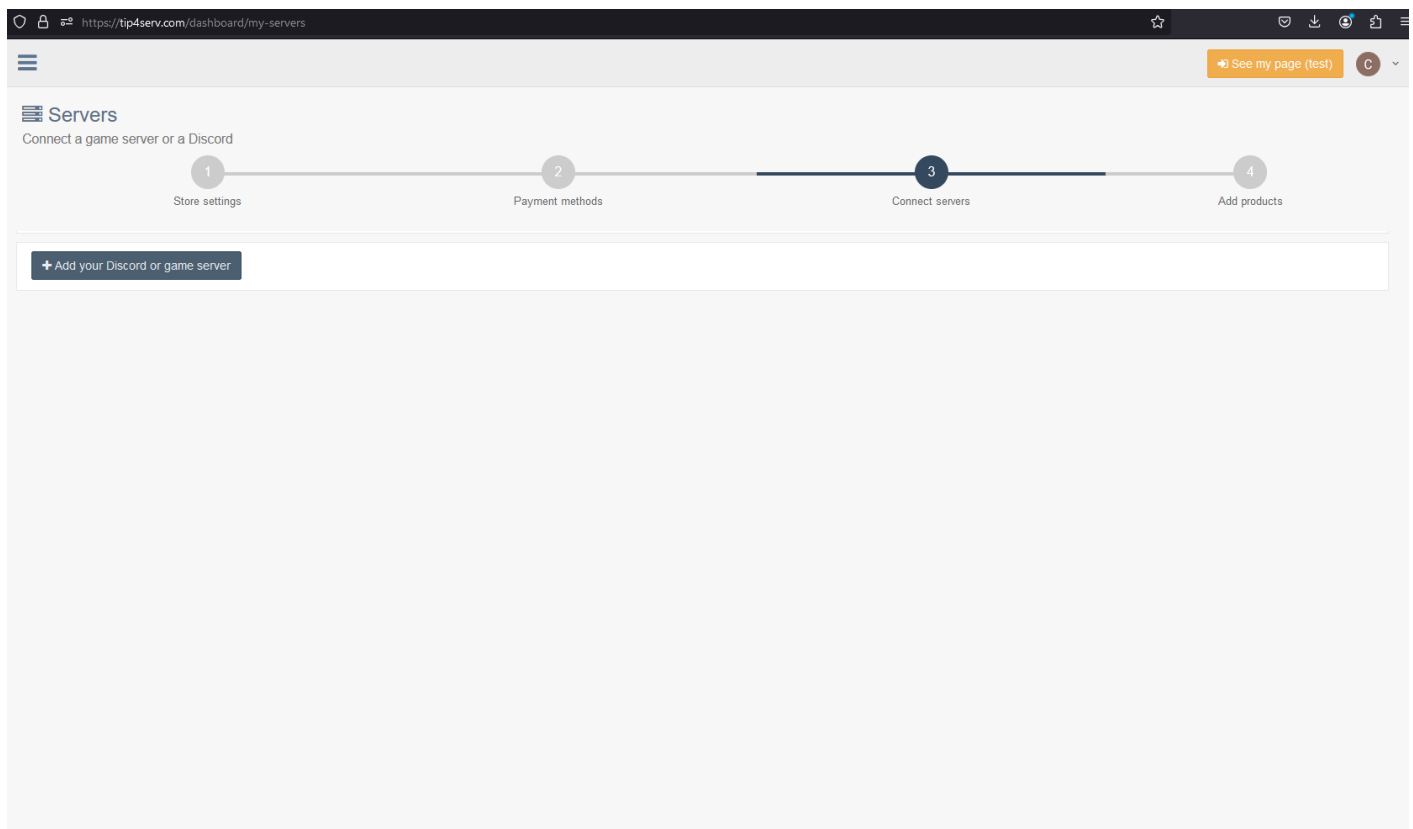 https://tip4serv.com/dashboard/my-servers
See my page (test)
C
Servers
Connect a game server or a Discord
1
2
3
4
Store settings
Payment methods
Connect servers
Add products
+ Add your Discord or game server